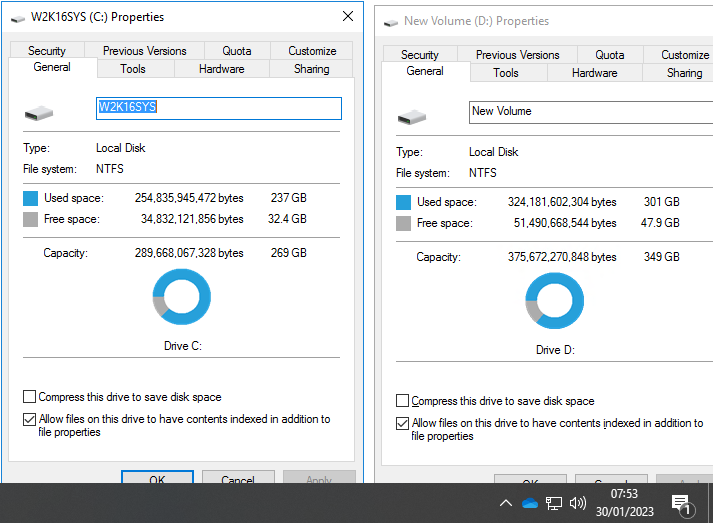 W2K16SYS (C:) Properties
Security
Previous Versions
Quota
Customize
General
Tools
Hardware
Sharing
W2K16SYS
Type: Local Disk
File system: NTFS
Used space: 254,835,945,472 bytes 237 GB
Free space: 34,832,121,856 bytes 32.4 GB
Capacity: 289,668,067,328 bytes 269 GB
Drive C:
Compress this drive to save disk space
Allow files on this drive to have contents indexed in addition to
file properties
OK
Cancel
Apply
New Volume (D:) Properties
Security
Previous Versions
Quota
Customize
General
Tools
Hardware
Sharing
New Volume
Type: Local Disk
File system: NTFS
Used space: 324,181,602,304 bytes 301 GB
Free space: 51,490,668,544 bytes 47.9 GB
Capacity: 375,672,270,848 bytes 349 GB
Drive D:
Compress this drive to save disk space
Allow files on this drive to have contents indexed in addition to
file properties
07:53
30/01/2023
1